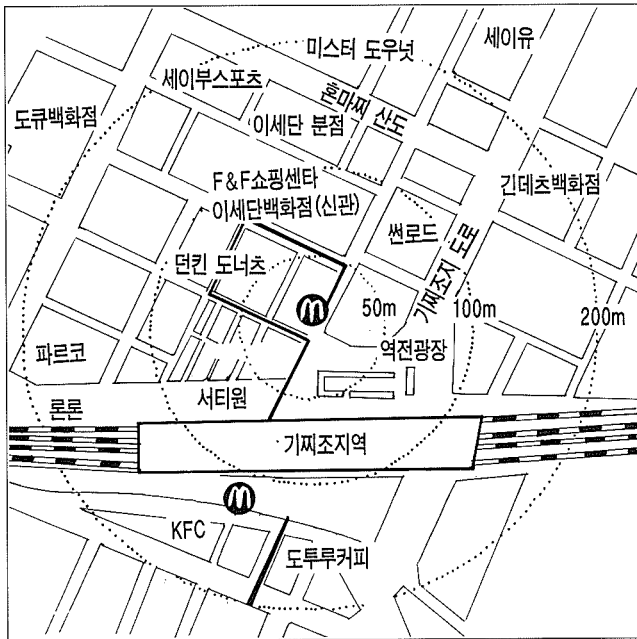 세이유
미스터 도우넛
세이부스포츠
혼마찌 산도
도큐백화점
이세단 분점
F&F쇼핑센타
이세단백화점(신관)
긴데츠백화점
썬로드
기찌조지 도로
던킨 도너츠
50m
100m
200m
역전광장
파르코
론론
서티원
기찌조지역
KFC
도투루커피